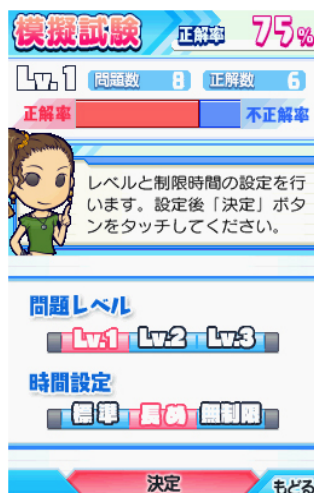 模擬試験 正解率 75%
Lv.1 問題数 8 正解数 6
正解率 不正解率
レベルと制限時間の設定を行
います。設定後「決定」ボタ
ンをタッチしてください。
問題レベル
Lv.1 Lv.2 Lv.3
時間設定
標準 長め 無制限
決定 もどる